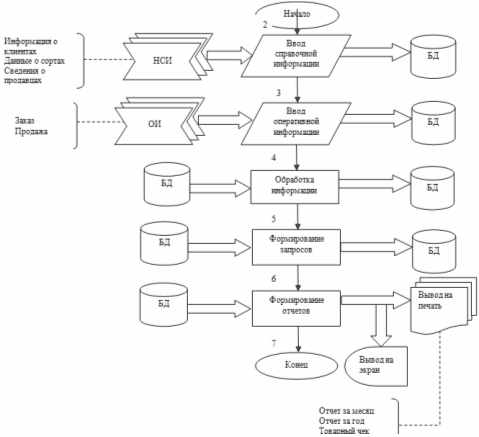 2
Начало
Информация о
клиентах
Данные о сортах
Сведения о
продавцах
НСИ
Ввод
справочной
информации
БД
3
Заказ
Продажа
ОИ
Ввод
оперативной
информации
БД
4
БД
Обработка
информации
БД
5
БД
Формирование
запросов
БД
6
БД
Формирование
отчетов
Вывод на
печать
7
Конец
Вывод на
экран
Отчет за месяц
Отчет за год
Товарный чек